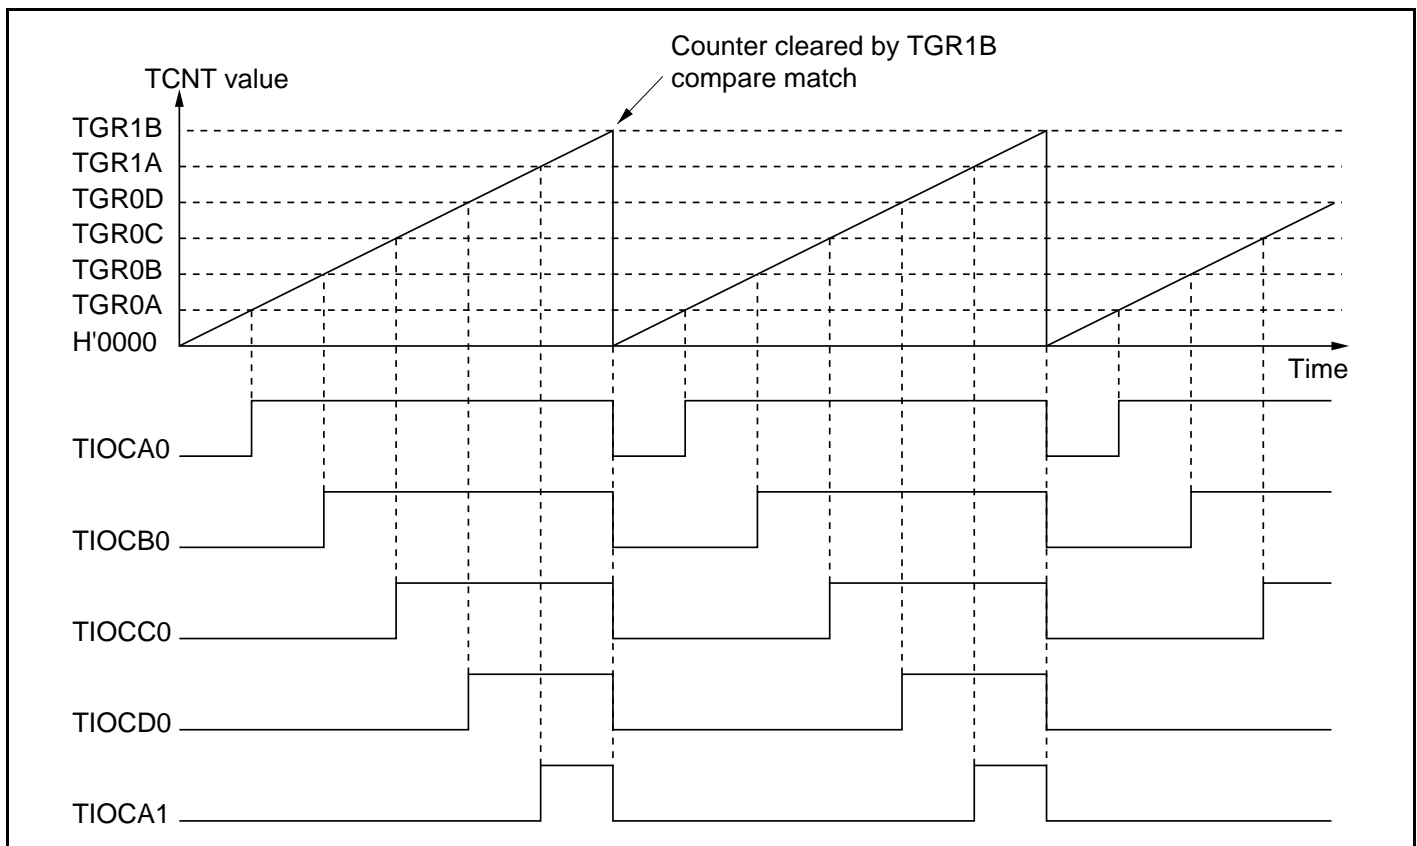 Counter cleared by TGR1B
compare match
TCNT value
TGR1B
TGR1A
TGR0D
TGR0C
TGR0B
TGR0A
H'0000
Time
TIOCA0
TIOCB0
TIOCC0
TIOCD0
TIOCA1